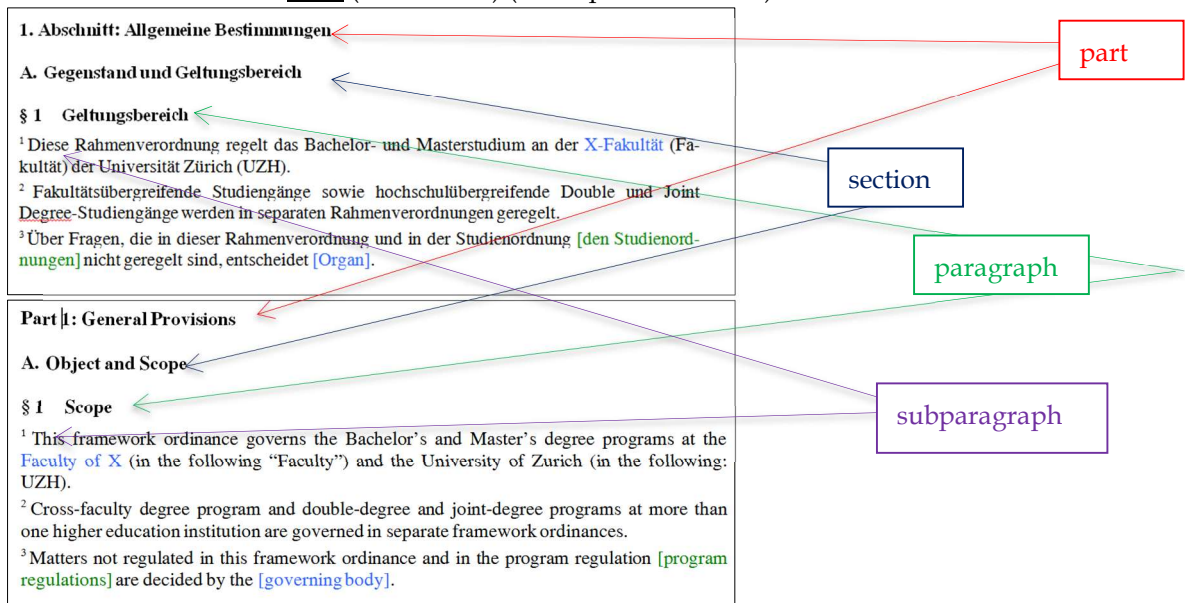 1. Abschnitt: Allgemeine Bestimmungen
part
A. Gegenstand und Geltungsbereich
§ 1 Geltungsbereich
1 Diese Rahmenverordnung regelt das Bachelor- und Masterstudium an der X-Fakultät (Fa-
kultät) der Universität Zürich (UZH).
section
2 Fakultätsübergreifende Studiengänge sowie hochschulübergreifende Double und Joint
Degree-Studiengänge werden in separaten Rahmenverordnungen geregelt.
3 Über Fragen, die in dieser Rahmenverordnung und in der Studienordnung [den Studienord-
nungen] nicht geregelt sind, entscheidet [Organ].
paragraph
Part 1: General Provisions
A. Object and Scope
§ 1 Scope
subparagraph
1 This framework ordinance governs the Bachelor's and Master's degree programs at the
Faculty of X (in the following “Faculty”) and the University of Zurich (in the following:
UZH).
2 Cross-faculty degree program and double-degree and joint-degree programs at more than
one higher education institution are governed in separate framework ordinances.
3 Matters not regulated in this framework ordinance and in the program regulation [program
regulations] are decided by the [governing body].